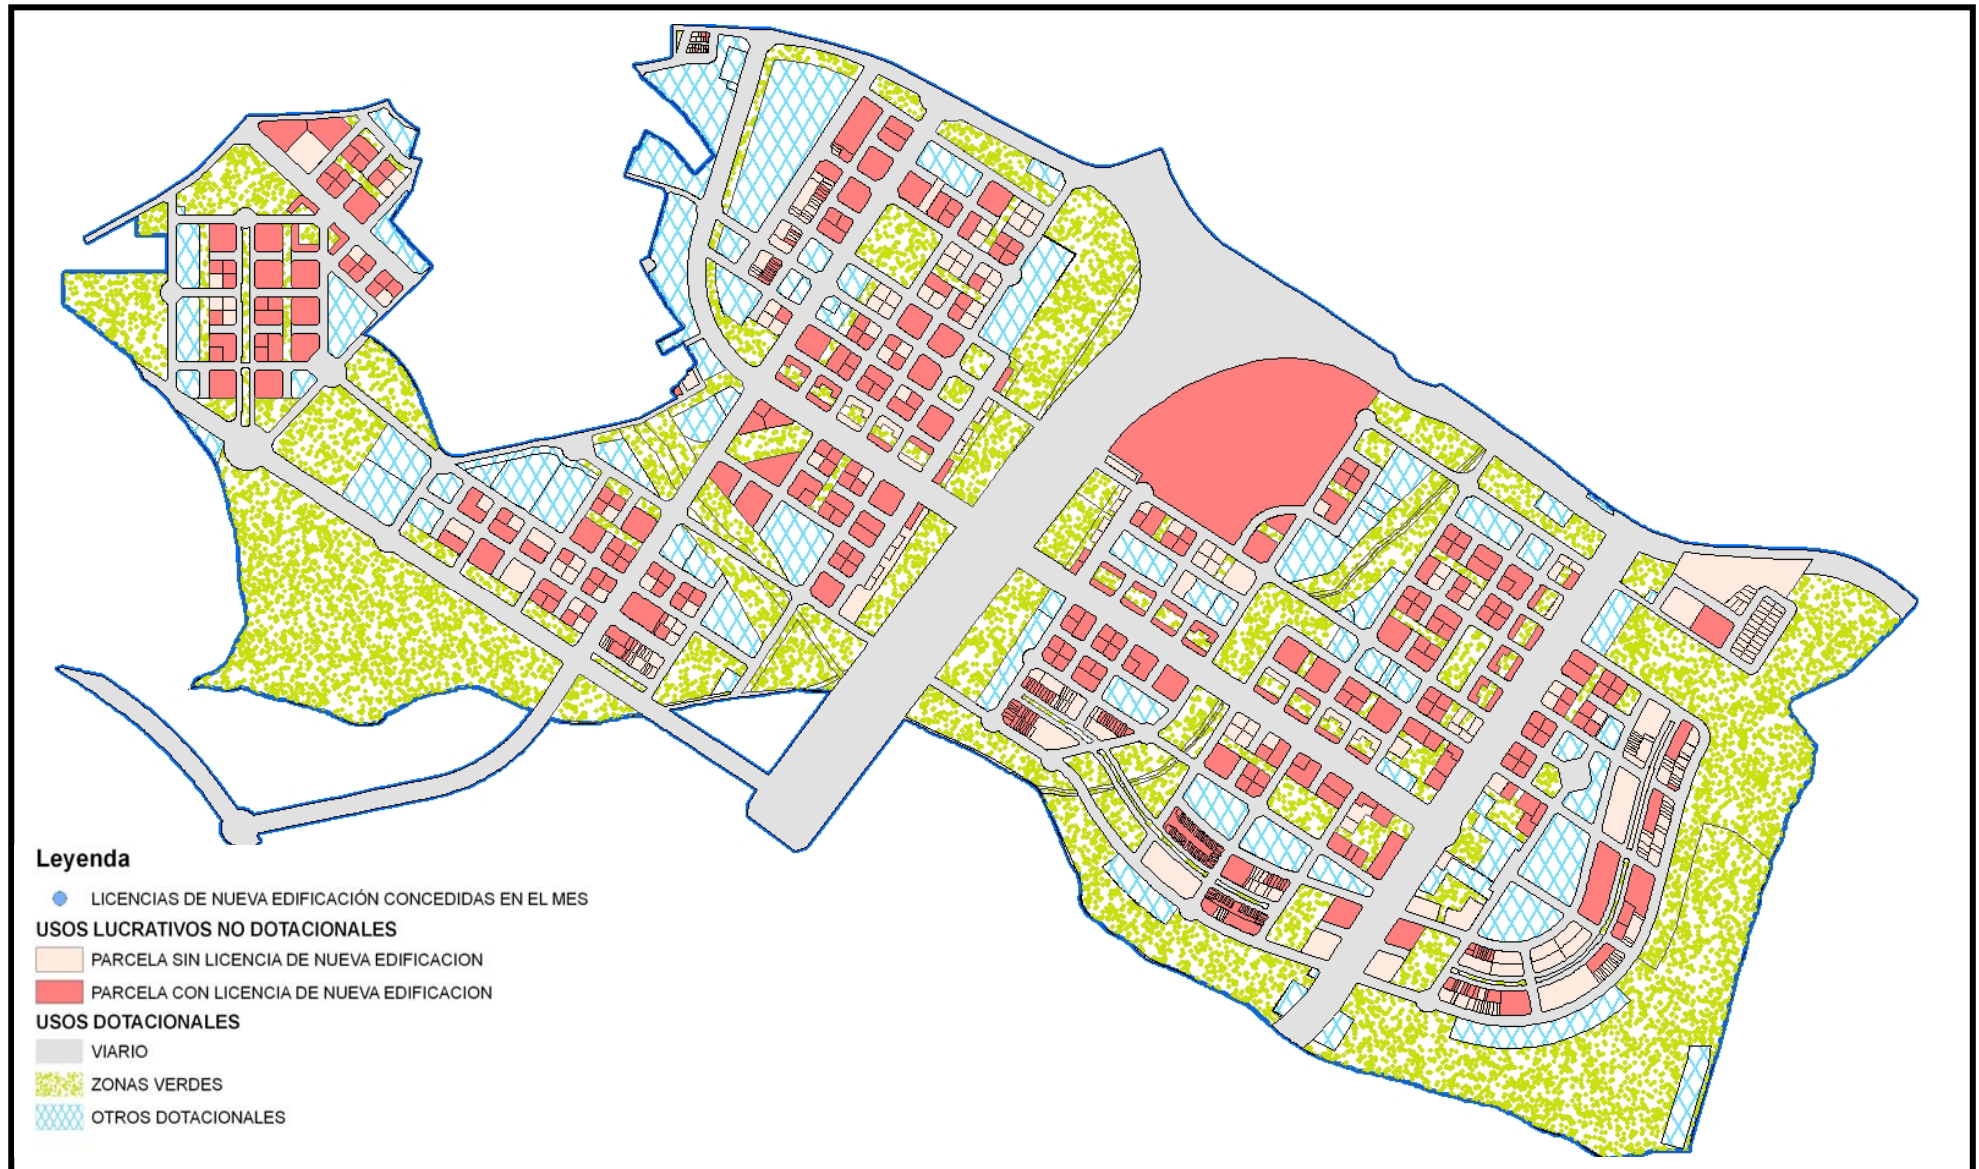 Leyenda
LICENCIAS DE NUEVA EDIFICACIÓN CONCEDIDAS EN EL MES
USOS LUCRATIVOS NO DOTACIONALES
PARCELA SIN LICENCIA DE NUEVA EDIFICACION
PARCELA CON LICENCIA DE NUEVA EDIFICACION
USOS DOTACIONALES
VIARIO
ZONAS VERDES
OTROS DOTACIONALES